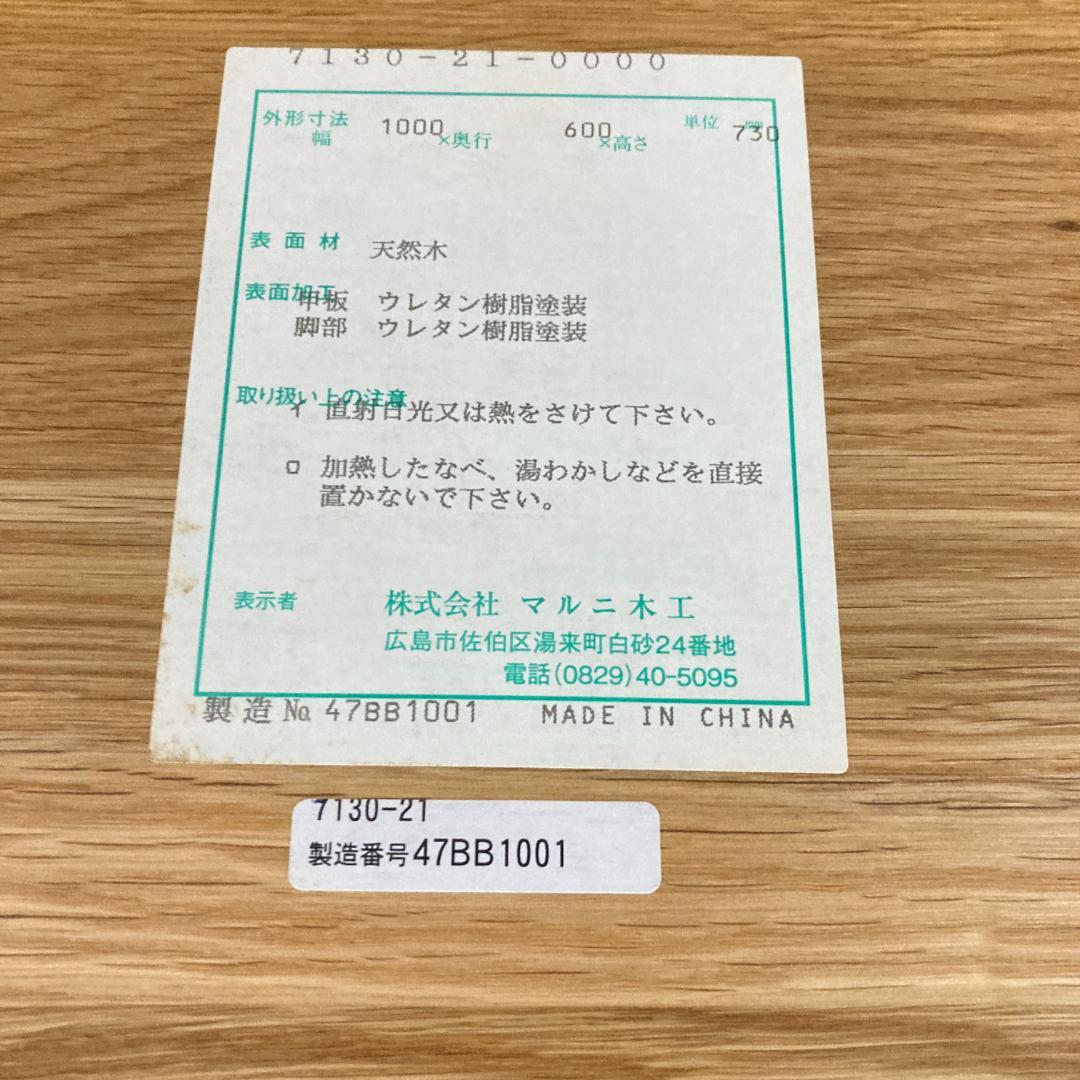 7130-21-0000
外形寸法 単位 mm
幅 1000 ×奥行 600 ×高さ 730
表面材 天然木
表面加工
甲板 ウレタン樹脂塗装
脚部 ウレタン樹脂塗装
取り扱い上の注意
イ 直射日光又は熱をさけて下さい。
ロ 加熱したなべ、湯わかしなどを直接
置かないで下さい。
表示者 株式会社 マルニ木工
広島市佐伯区湯来町白砂24番地
電話(0829)40-5095
製造No. 47BB1001 MADE IN CHINA
7130-21
製造番号47BB1001